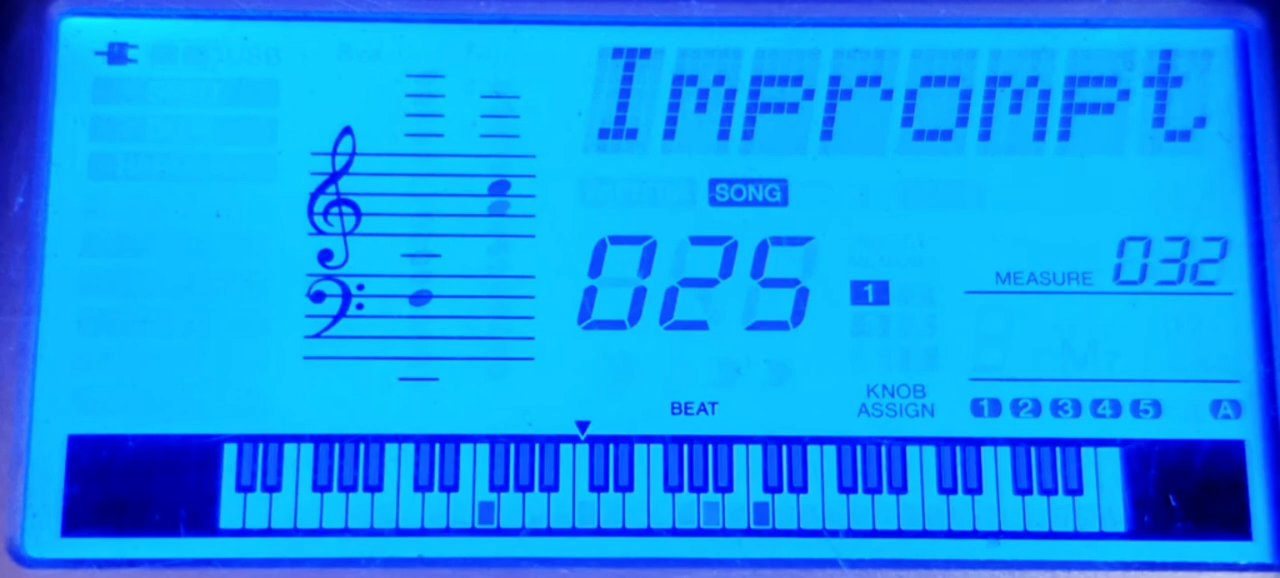 Imprompt
SONG
025
MEASURE 032
1
KNOB
ASSIGN
1 2 3 4 5 A
BEAT